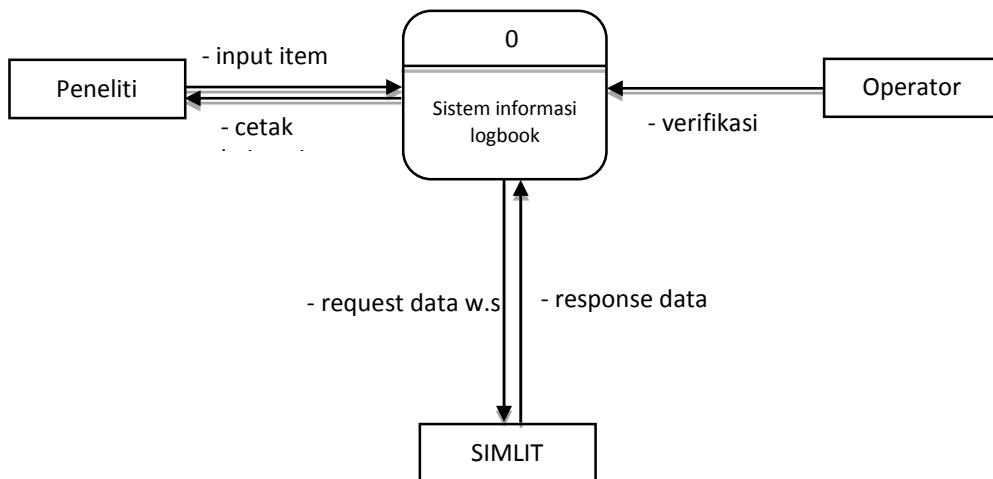 0
- input item
Peneliti
Operator
Sistem informasi
logbook
- cetak
- verifikasi
- request data w.s
- response data
SIMLIT